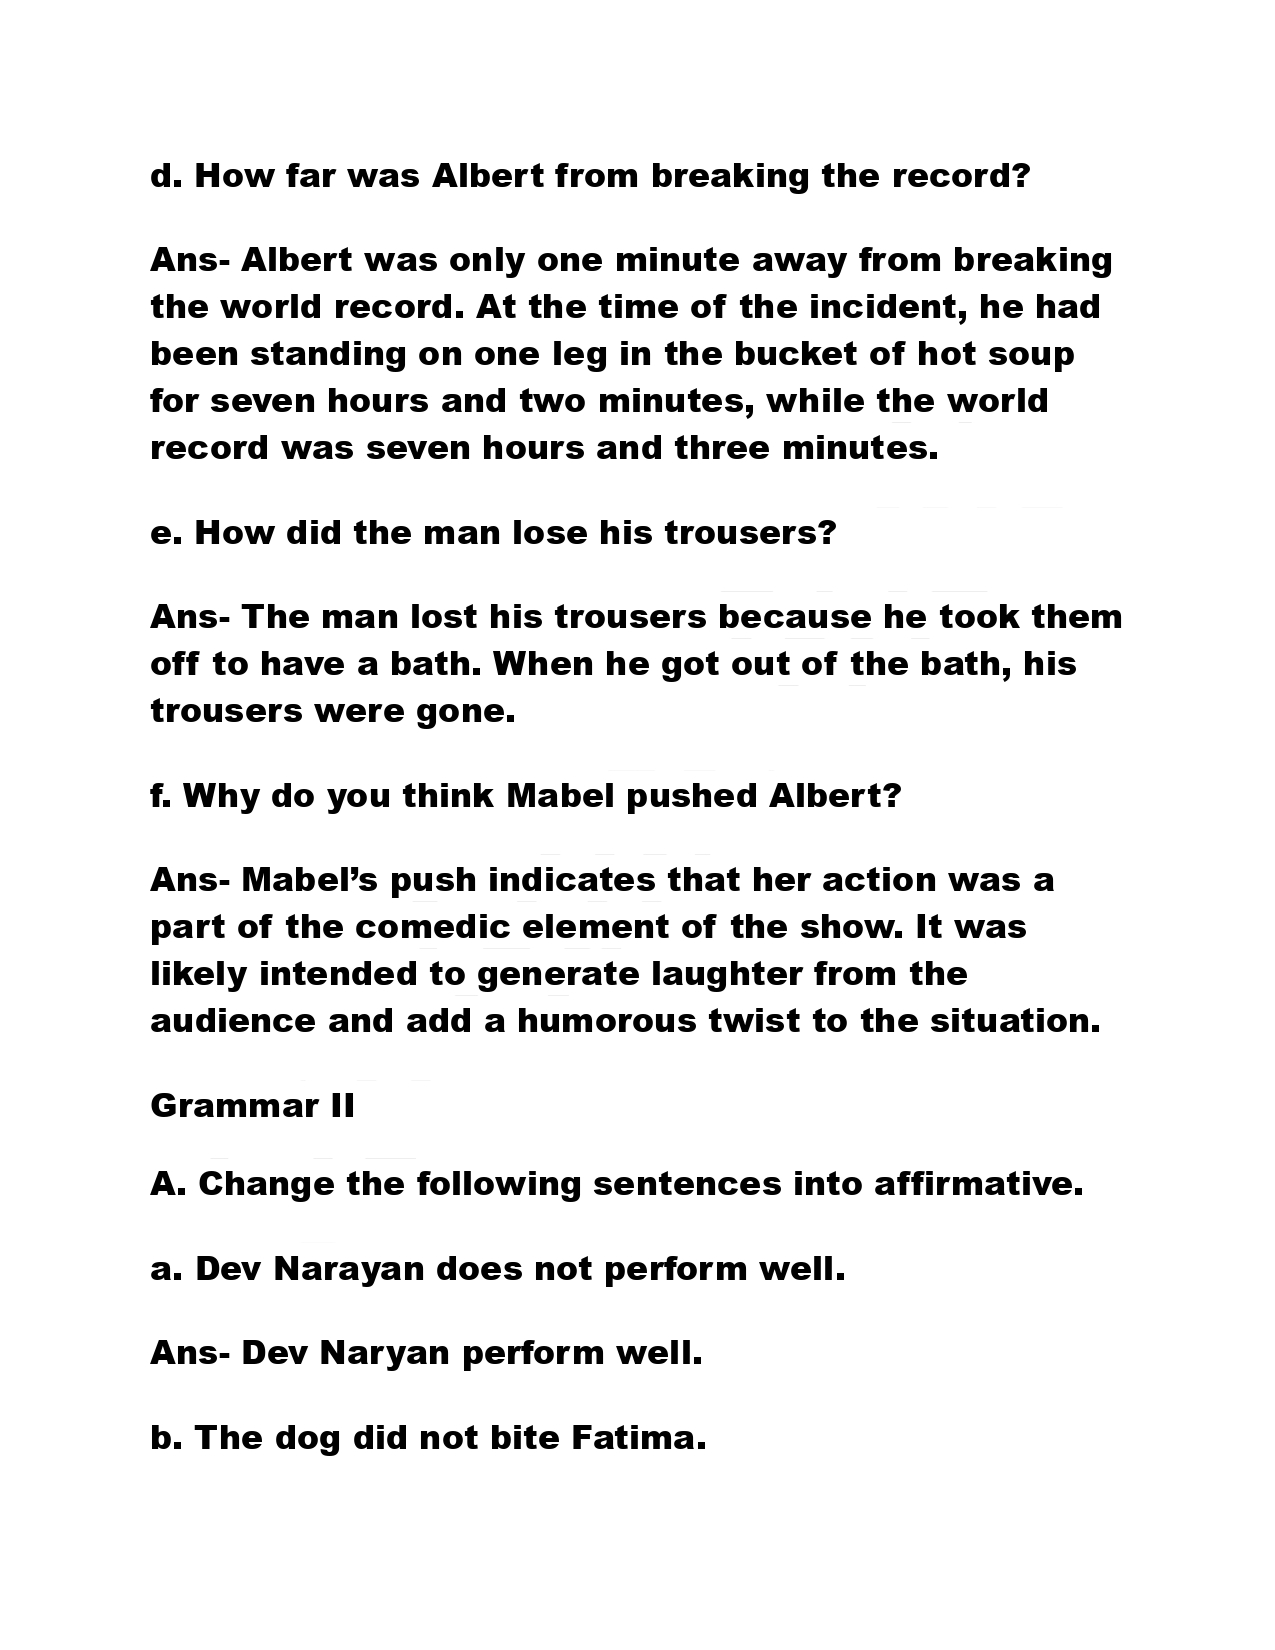 d. How far was Albert from breaking the record?
Ans- Albert was only one minute away from breaking
the world record. At the time of the incident, he had
been standing on one leg in the bucket of hot soup
for seven hours and two minutes, while the world
record was seven hours and three minutes.
e. How did the man lose his trousers?
Ans- The man lost his trousers because he took them
off to have a bath. When he got out of the bath, his
trousers were gone.
f. Why do you think Mabel pushed Albert?
Ans- Mabel’s push indicates that her action was a
part of the comedic element of the show. It was
likely intended to generate laughter from the
audience and add a humorous twist to the situation.
Grammar II
A. Change the following sentences into affirmative.
a. Dev Narayan does not perform well.
Ans- Dev Naryan perform well.
b. The dog did not bite Fatima.